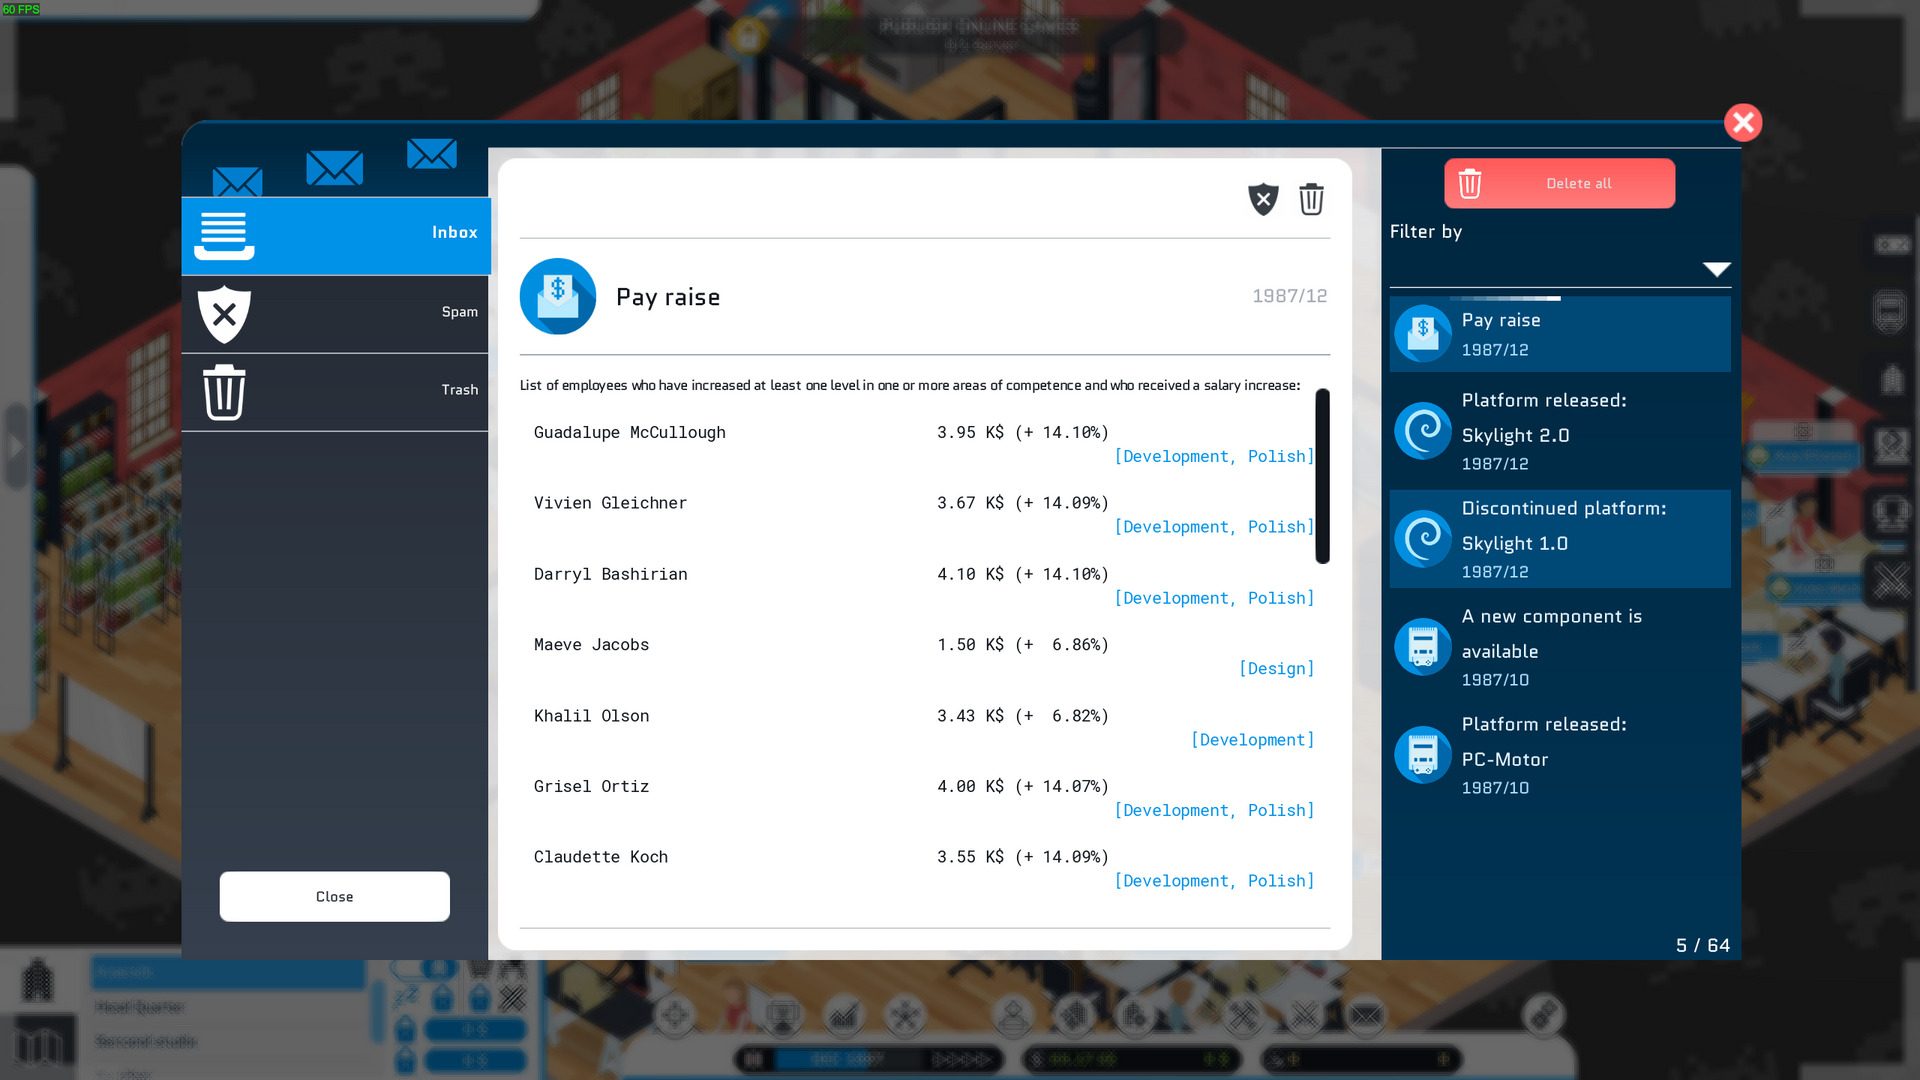 60 FPS
Inbox
Spam
Trash
Close
Pay raise
1987/12
List of employees who have increased at least one level in one or more areas of competence and who received a salary increase:
Guadalupe McCullough 3.95 K$ (+ 14.10%)
[Development, Polish]
Vivien Gleichner 3.67 K$ (+ 14.09%)
[Development, Polish]
Darryl Bashirian 4.10 K$ (+ 14.10%)
[Development, Polish]
Maeve Jacobs 1.50 K$ (+  6.86%)
[Design]
Khalil Olson 3.43 K$ (+  6.82%)
[Development]
Grisel Ortiz 4.00 K$ (+ 14.07%)
[Development, Polish]
Claudette Koch 3.55 K$ (+ 14.09%)
[Development, Polish]
Delete all
Filter by
Pay raise
1987/12
Platform released:
Skylight 2.0
1987/12
Discontinued platform:
Skylight 1.0
1987/12
A new component is
available
1987/10
Platform released:
PC-Motor
1987/10
5 / 64
Head Quarter
Second studio